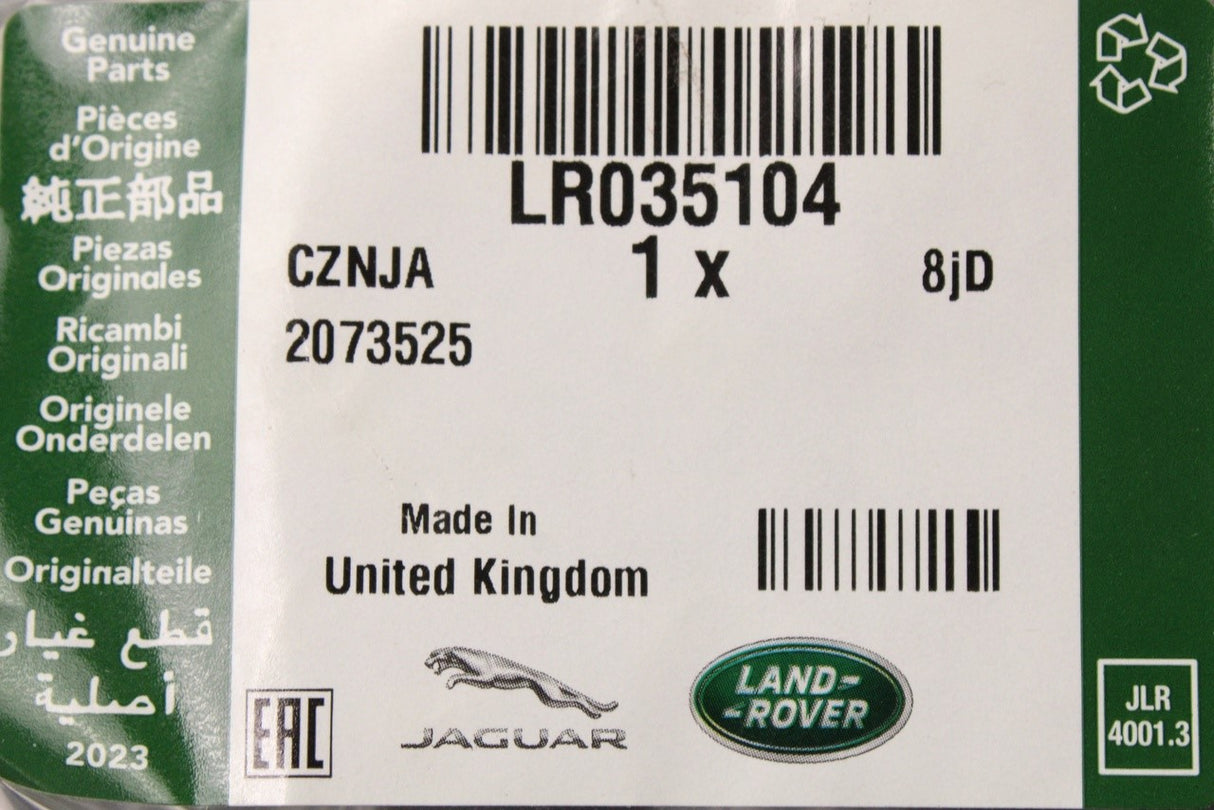 Genuine
Parts
Pièces
d'Origine
純正部品
Piezas
Originales
Ricambi
Originali
Originele
Onderdelen
Peças
Genuinas
Originalteile
قطع غيار
أصلية
2023
LR035104
CZNJA 1 x 8jD
2073525
Made In
United Kingdom
EAC
JAGUAR
LAND-
-ROVER
JLR
4001.3